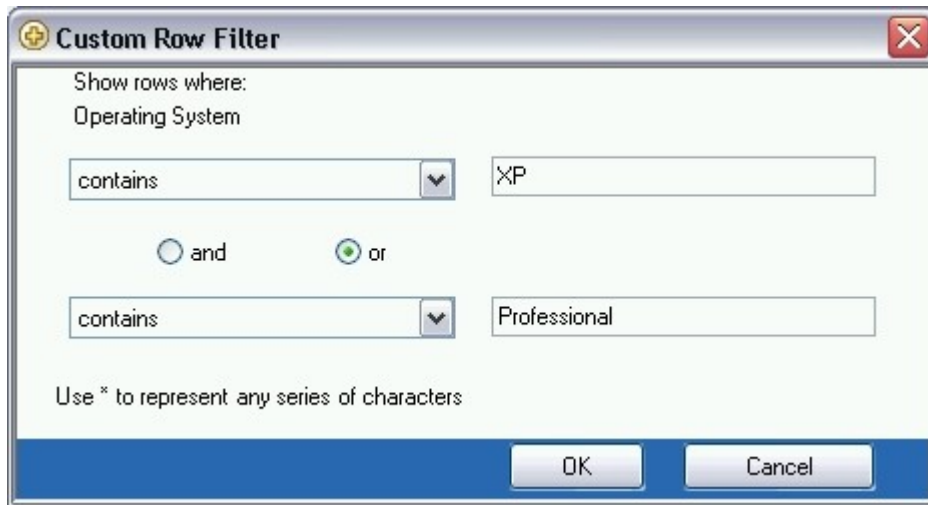 Custom Row Filter
Show rows where:
Operating System
contains XP
and or
contains Professional
Use * to represent any series of characters
OK Cancel